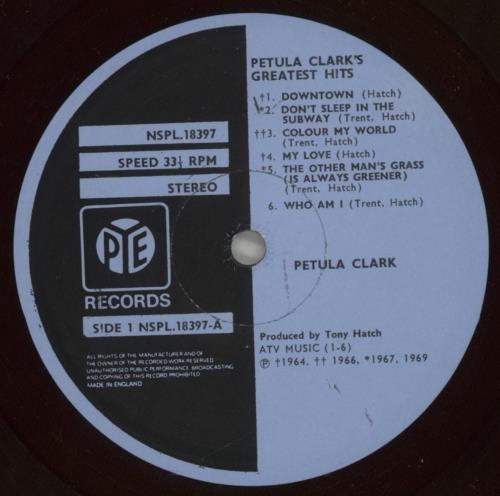 PETULA CLARK'S
GREATEST HITS
†1. DOWNTOWN (Hatch)
*2. DON'T SLEEP IN THE
SUBWAY (Trent, Hatch)
††3. COLOUR MY WORLD
(Trent, Hatch)
†4. MY LOVE (Hatch)
*5. THE OTHER MAN'S GRASS
(IS ALWAYS GREENER)
(Trent, Hatch)
6. WHO AM I (Trent, Hatch)
NSPL.18397
SPEED 33⅓ RPM
STEREO
PYE
RECORDS
SIDE 1 NSPL.18397-A
PETULA CLARK
Produced by Tony Hatch
ATV MUSIC (1-6)
℗ †1964, †† 1966, *1967, 1969
ALL RIGHTS OF THE MANUFACTURER AND OF
THE OWNER OF THE RECORDED WORK RESERVED
UNAUTHORISED PUBLIC PERFORMANCE BROADCASTING
AND COPYING OF THIS RECORD PROHIBITED
MADE IN ENGLAND